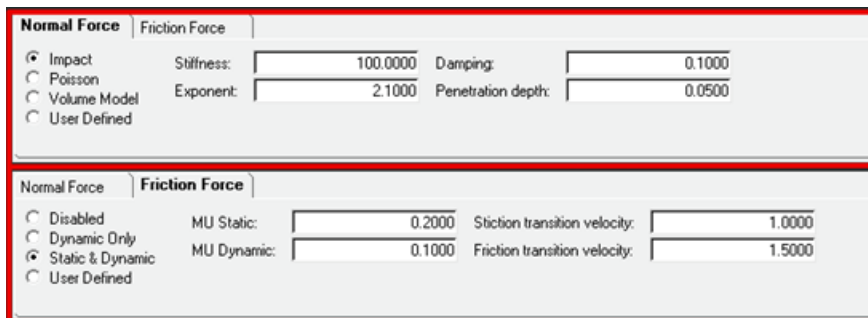 Normal Force Friction Force
Impact Stiffness: 100.0000 Damping: 0.1000
Poisson
Exponent: 2.1000 Penetration depth: 0.0500
Volume Model
User Defined
Normal Force Friction Force
Disabled MU Static: 0.2000 Stiction transition velocity: 1.0000
Dynamic Only
MU Dynamic: 0.1000 Friction transition velocity: 1.5000
Static & Dynamic
User Defined